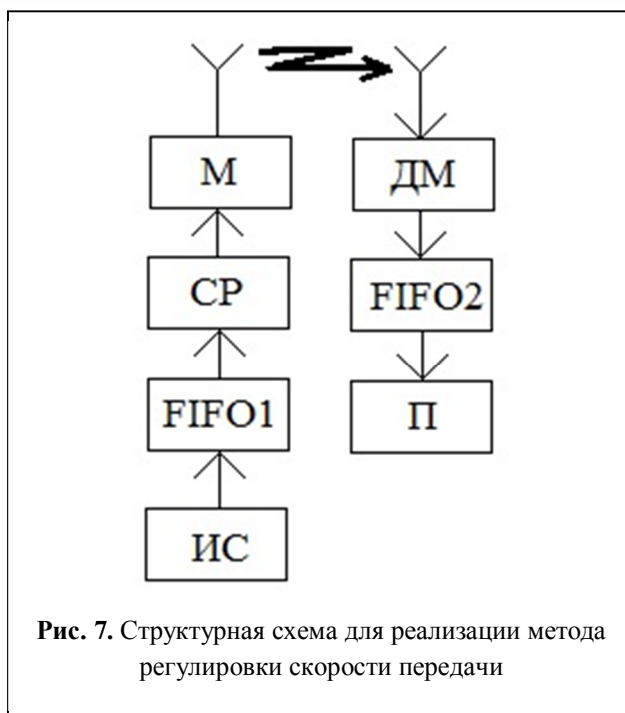 М
ДМ
СР
FIFO2
FIFO1
П
ИС
Рис. 7. Структурная схема для реализации метода
регулировки скорости передачи